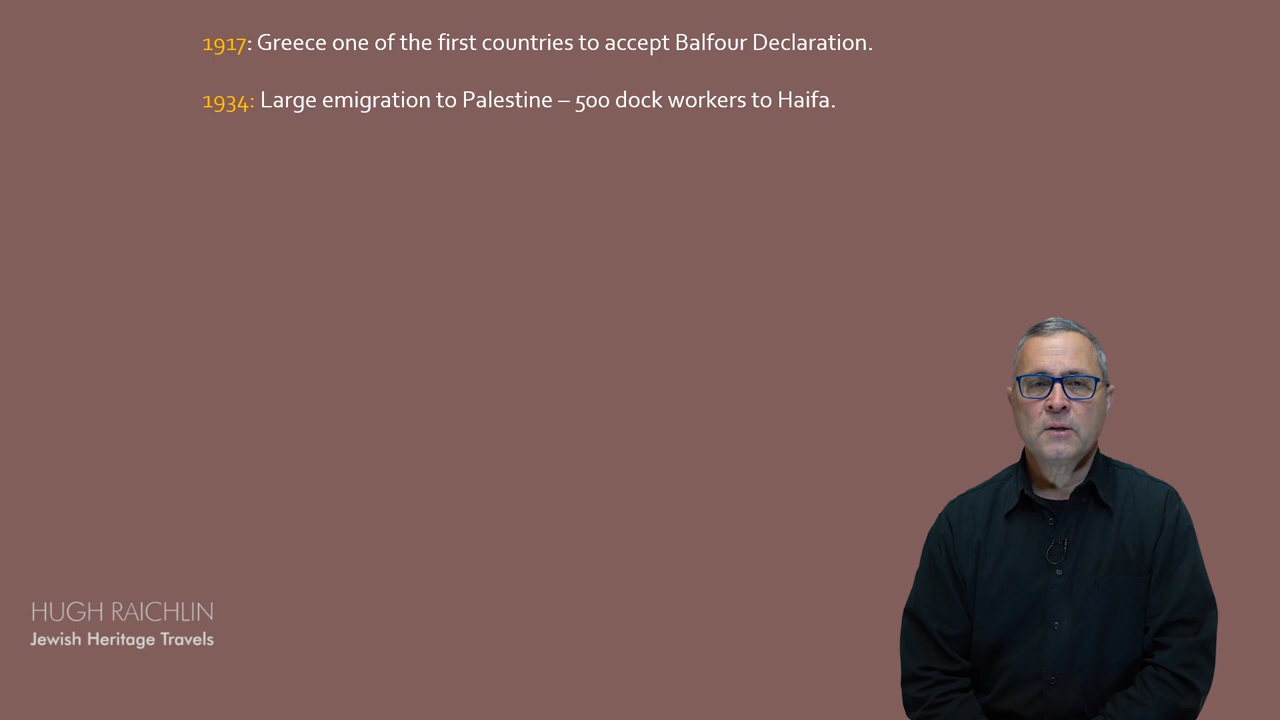 1917: Greece one of the first countries to accept Balfour Declaration.
1934: Large emigration to Palestine – 500 dock workers to Haifa.
HUGH RAICHLIN
Jewish Heritage Travels